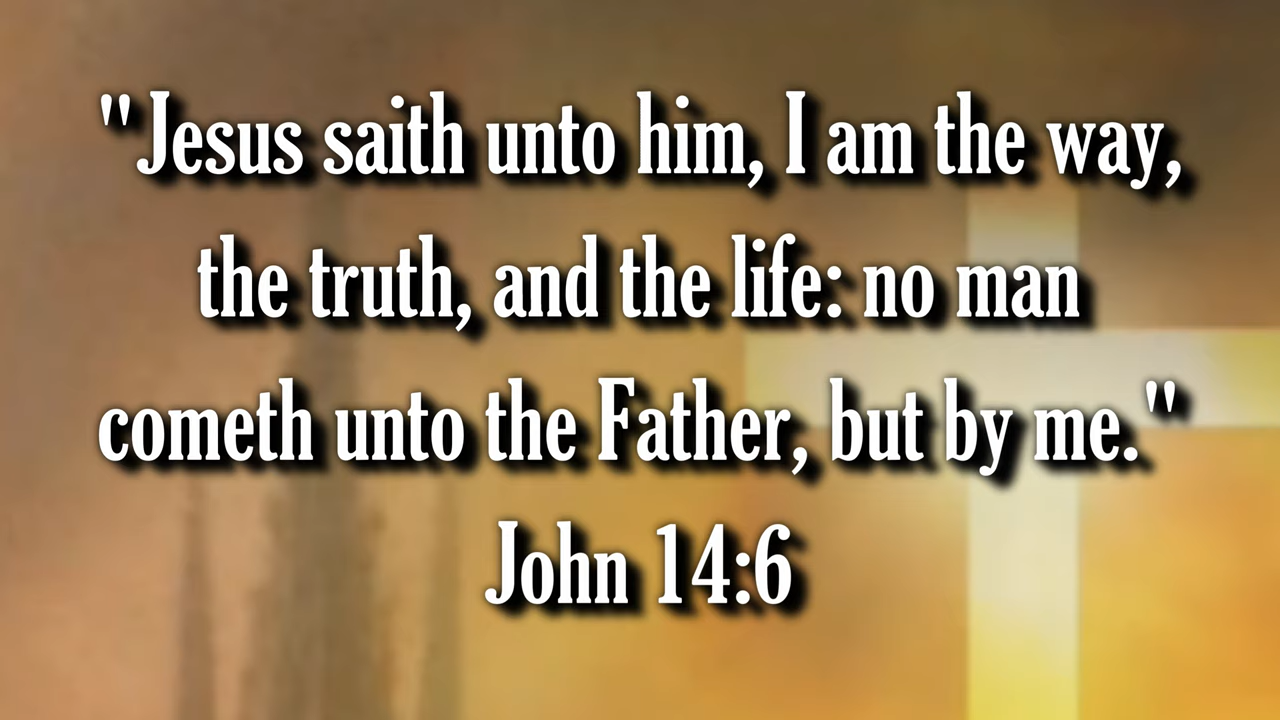 "Jesus saith unto him, I am the way,
the truth, and the life: no man
cometh unto the Father, but by me."
John 14:6